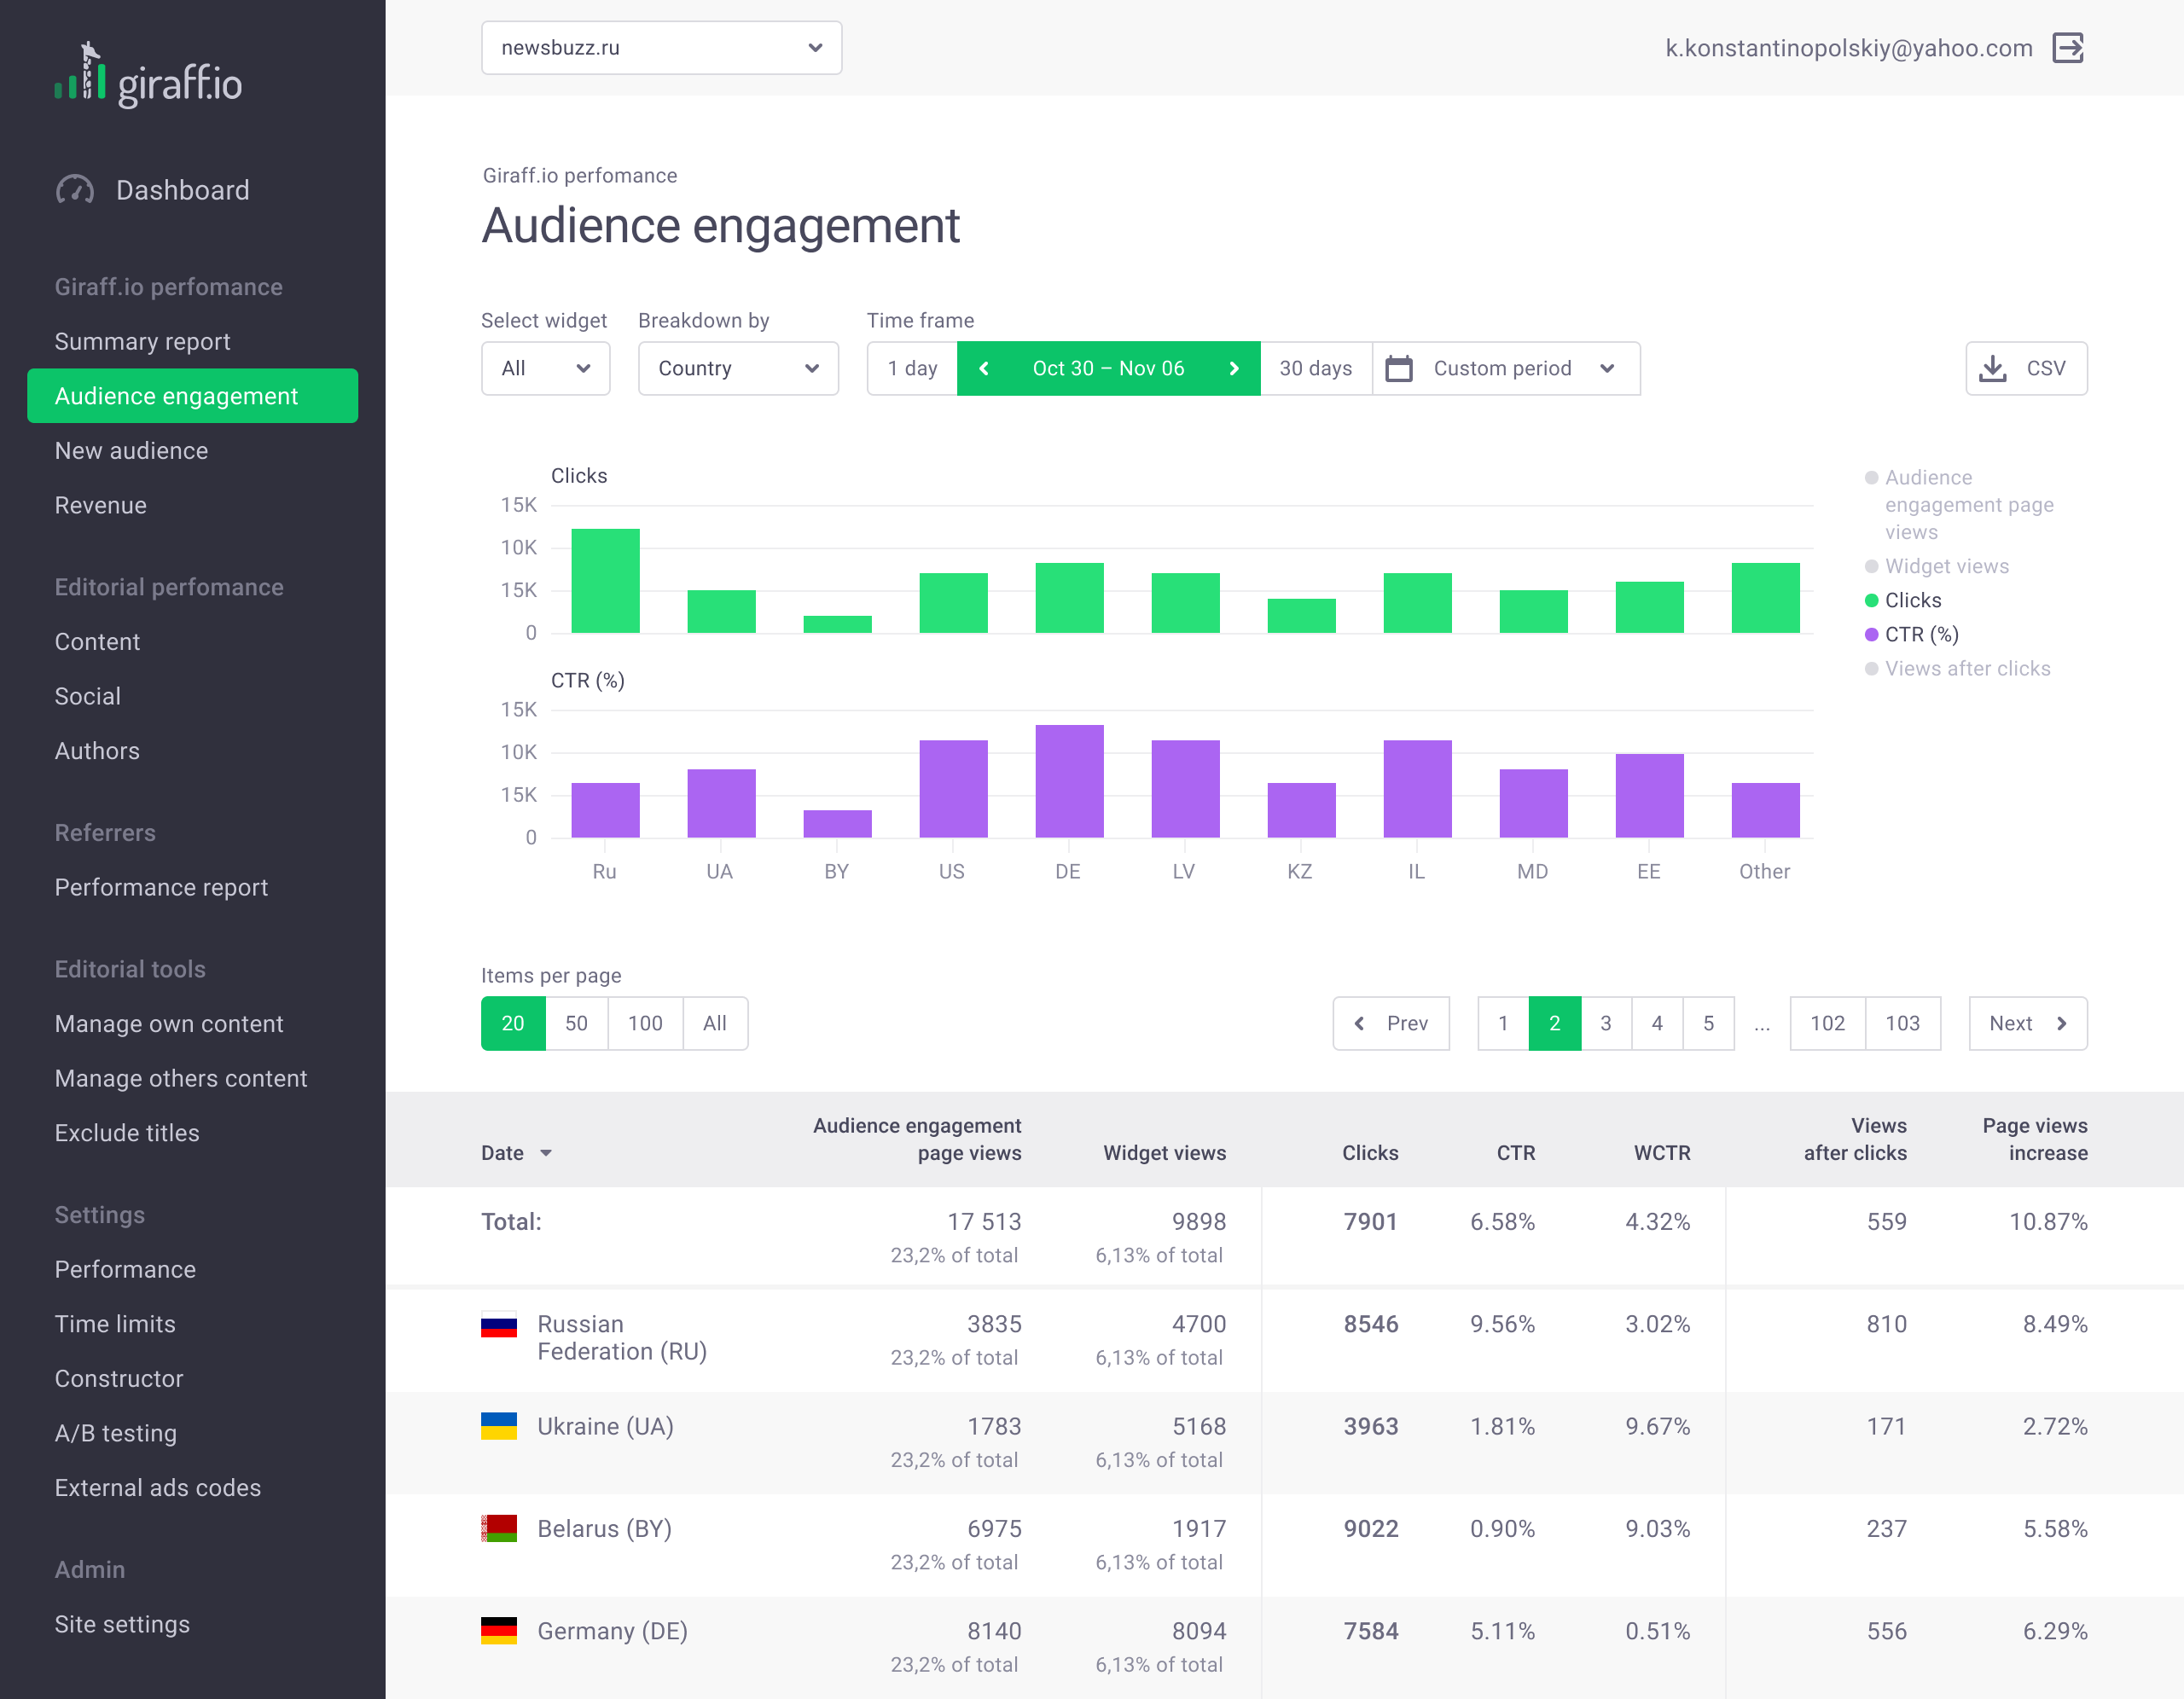 giraff.io
Dashboard
Giraff.io perfomance
Summary report
Audience engagement
New audience
Revenue
Editorial perfomance
Content
Social
Authors
Referrers
Performance report
Editorial tools
Manage own content
Manage others content
Exclude titles
Settings
Performance
Time limits
Constructor
A/B testing
External ads codes
Admin
Site settings
newsbuzz.ru
k.konstantinopolskiy@yahoo.com
Giraff.io perfomance
Audience engagement
Select widget Breakdown by Time frame
All Country 1 day Oct 30 – Nov 06 30 days Custom period CSV
Clicks
15K
10K
15K
0
CTR (%)
15K
10K
15K
0
Ru UA BY US DE LV KZ IL MD EE Other
Audience
engagement page
views
Widget views
Clicks
CTR (%)
Views after clicks
Items per page
20 50 100 All Prev 1 2 3 4 5 ... 102 103 Next
Audience engagement Views Page views
Date page views Widget views Clicks CTR WCTR after clicks increase
Total: 17 513 9898 7901 6.58% 4.32% 559 10.87%
23,2% of total 6,13% of total
Russian 3835 4700 8546 9.56% 3.02% 810 8.49%
Federation (RU) 23,2% of total 6,13% of total
Ukraine (UA) 1783 5168 3963 1.81% 9.67% 171 2.72%
23,2% of total 6,13% of total
Belarus (BY) 6975 1917 9022 0.90% 9.03% 237 5.58%
23,2% of total 6,13% of total
Germany (DE) 8140 8094 7584 5.11% 0.51% 556 6.29%
23,2% of total 6,13% of total